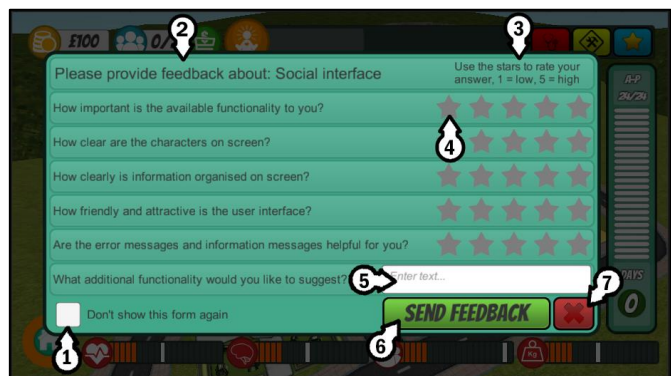 2
3
£100
0/
Please provide feedback about: Social interface
Use the stars to rate your
answer, 1 = low, 5 = high
A-P
24/24
How important is the available functionality to you?
4
How clear are the characters on screen?
How clearly is information organised on screen?
How friendly and attractive is the user interface?
Are the error messages and information messages helpful for you?
What additional functionality would you like to suggest?
5
Enter text...
7
DAYS
0
Don't show this form again
SEND FEEDBACK
1
6
Kg